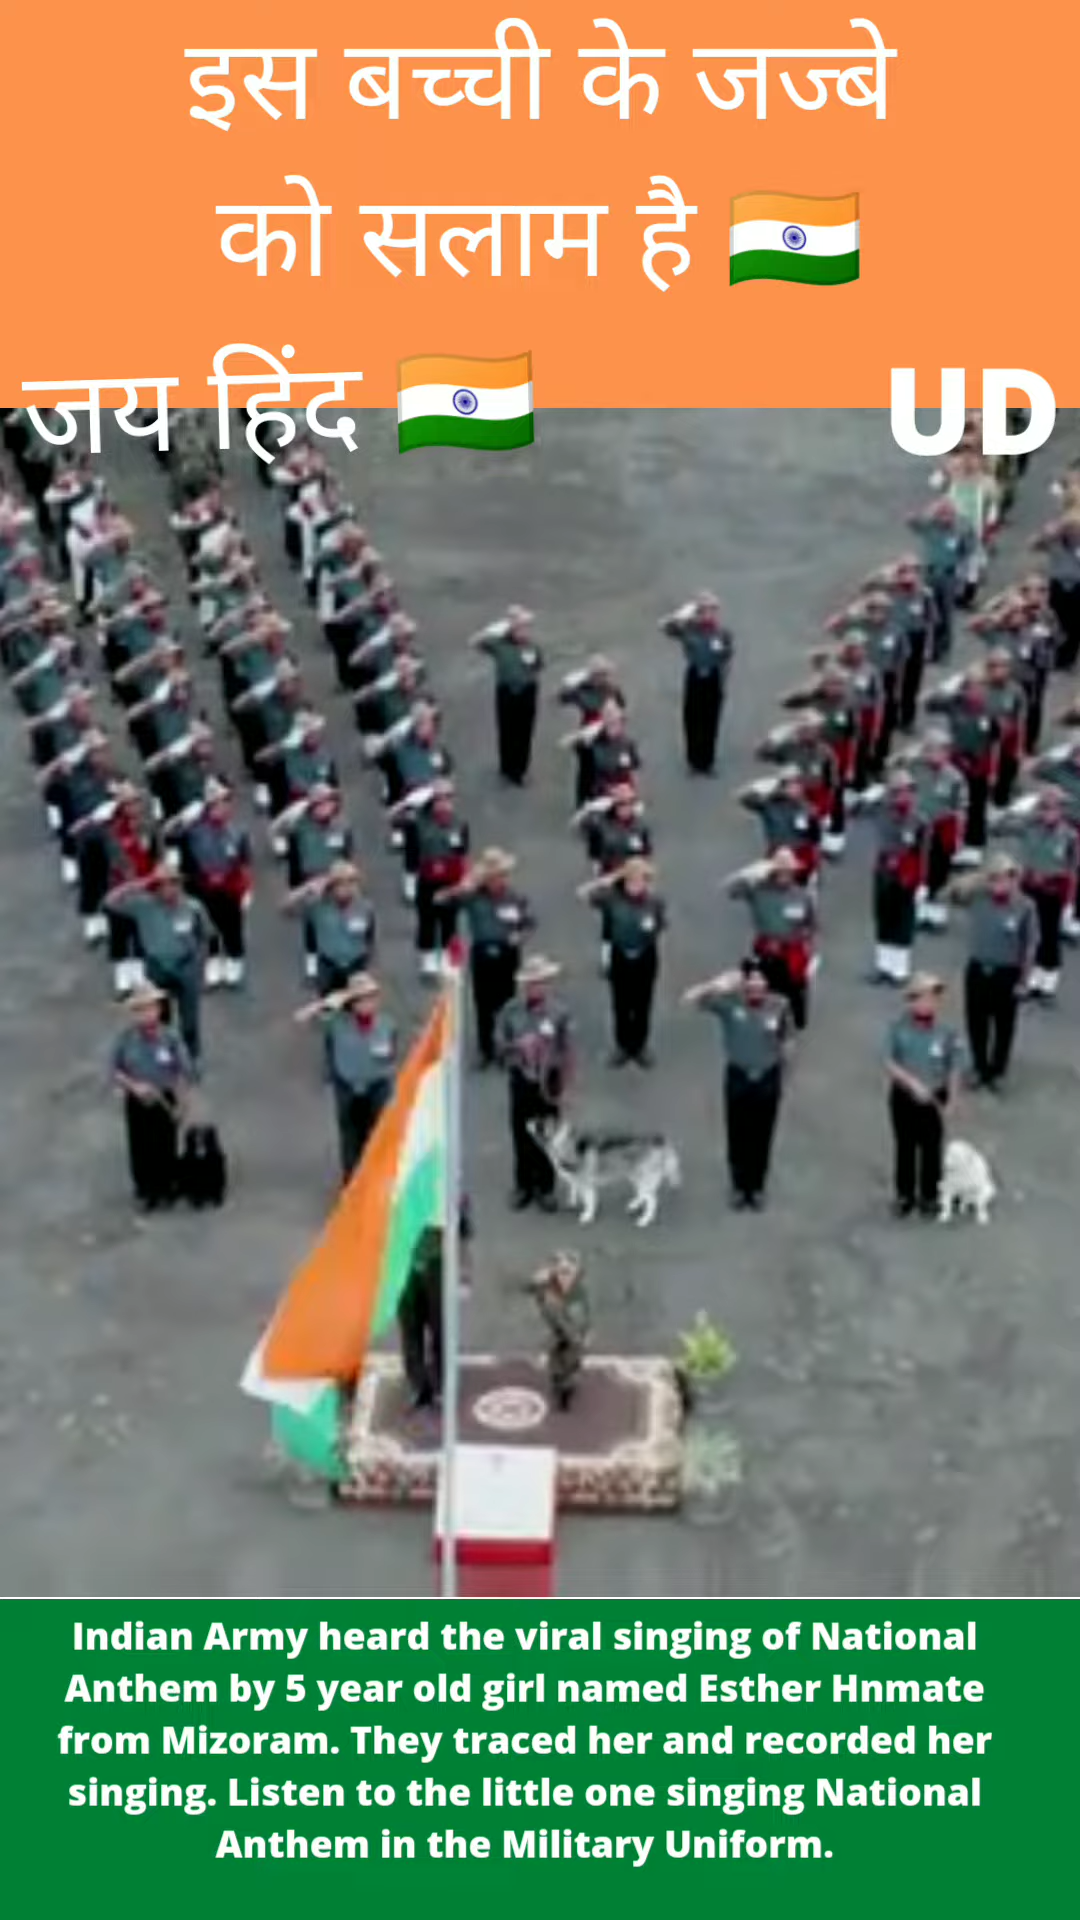 इस बच्ची के जज्बे
को सलाम है 🇮🇳
जय हिंद 🇮🇳
UD
Indian Army heard the viral singing of National
Anthem by 5 year old girl named Esther Hnmate
from Mizoram. They traced her and recorded her
singing. Listen to the little one singing National
Anthem in the Military Uniform.